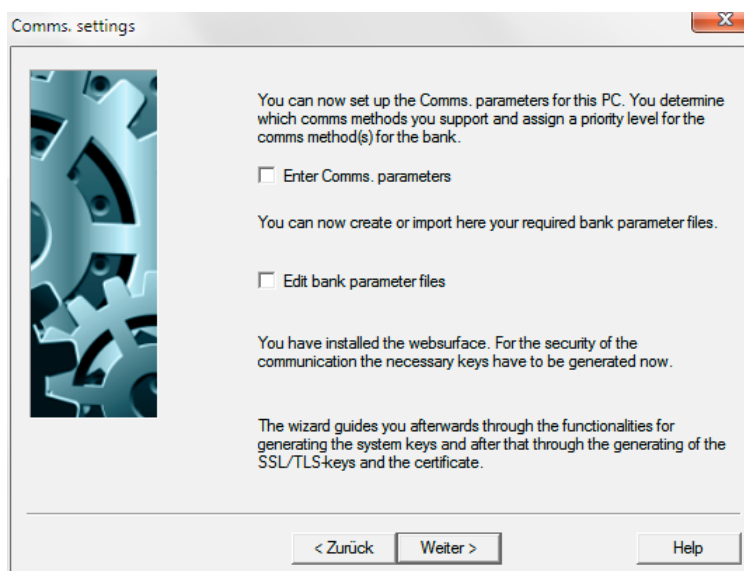 Comms. settings
You can now set up the Comms. parameters for this PC. You determine
which comms methods you support and assign a priority level for the
comms method(s) for the bank.
Enter Comms. parameters
You can now create or import here your required bank parameter files.
Edit bank parameter files
You have installed the websurface. For the security of the
communication the necessary keys have to be generated now.
The wizard guides you afterwards through the functionalities for
generating the system keys and after that through the generating of the
SSL/TLS-keys and the certificate.
< Zurück Weiter > Help